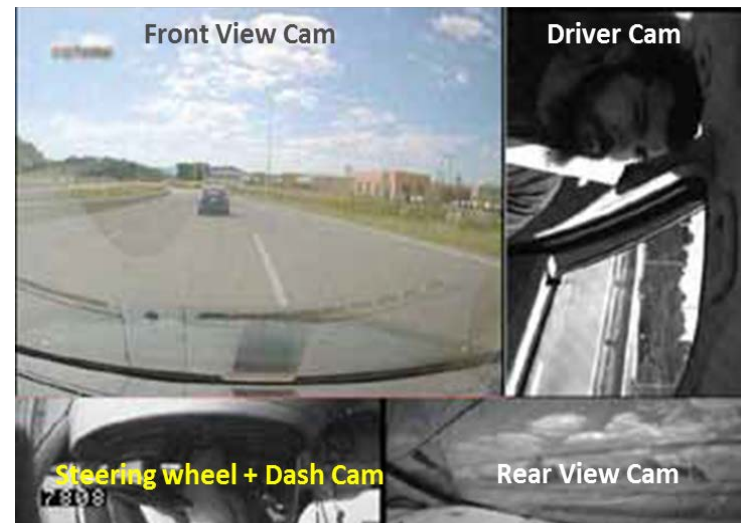 Front View Cam
Driver Cam
Steering wheel + Dash Cam
7808
Rear View Cam